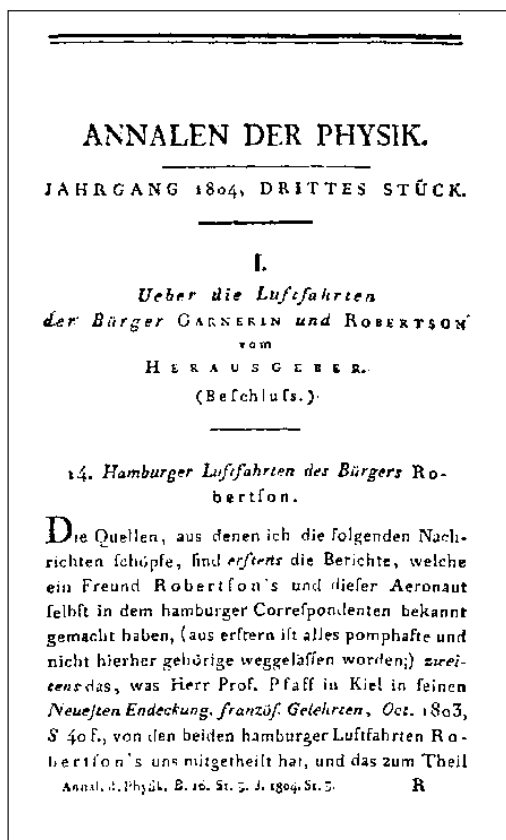 ANNALEN DER PHYSIK.
JAHRGANG 1804, DRITTES STÜCK.
I.
Ueber die Luftfahrten
der Bürger GARNERIN und ROBERTSON
vom
HERAUSGEBER.
(Beſchluſs.)
14. Hamburger Luftfahrten des Bürgers Ro-
bertſon.
Die Quellen, aus denen ich die folgenden Nach-
richten ſchöpfe, ſind erſtens die Berichte, welche
ein Freund Robertſon's und dieſer Aeronaut
ſelbſt in dem hamburger Correſpondenten bekannt
gemacht haben, (aus erſtern iſt alles pomphafte und
nicht hierher gehörige weggelaſſen worden;) zwei-
tens das, was Herr Prof. Pfaff in Kiel in ſeinen
Neueſten Endeckung. franzöſ. Gelehrten, Oct. 1803,
S 40 f., von den beiden hamburger Luftfahrten Ro-
bertſon's uns mitgetheilt hat, und das zum Theil
Annal. d. Phyſik. B. 16. St. 3. J. 1804. St. 3. R